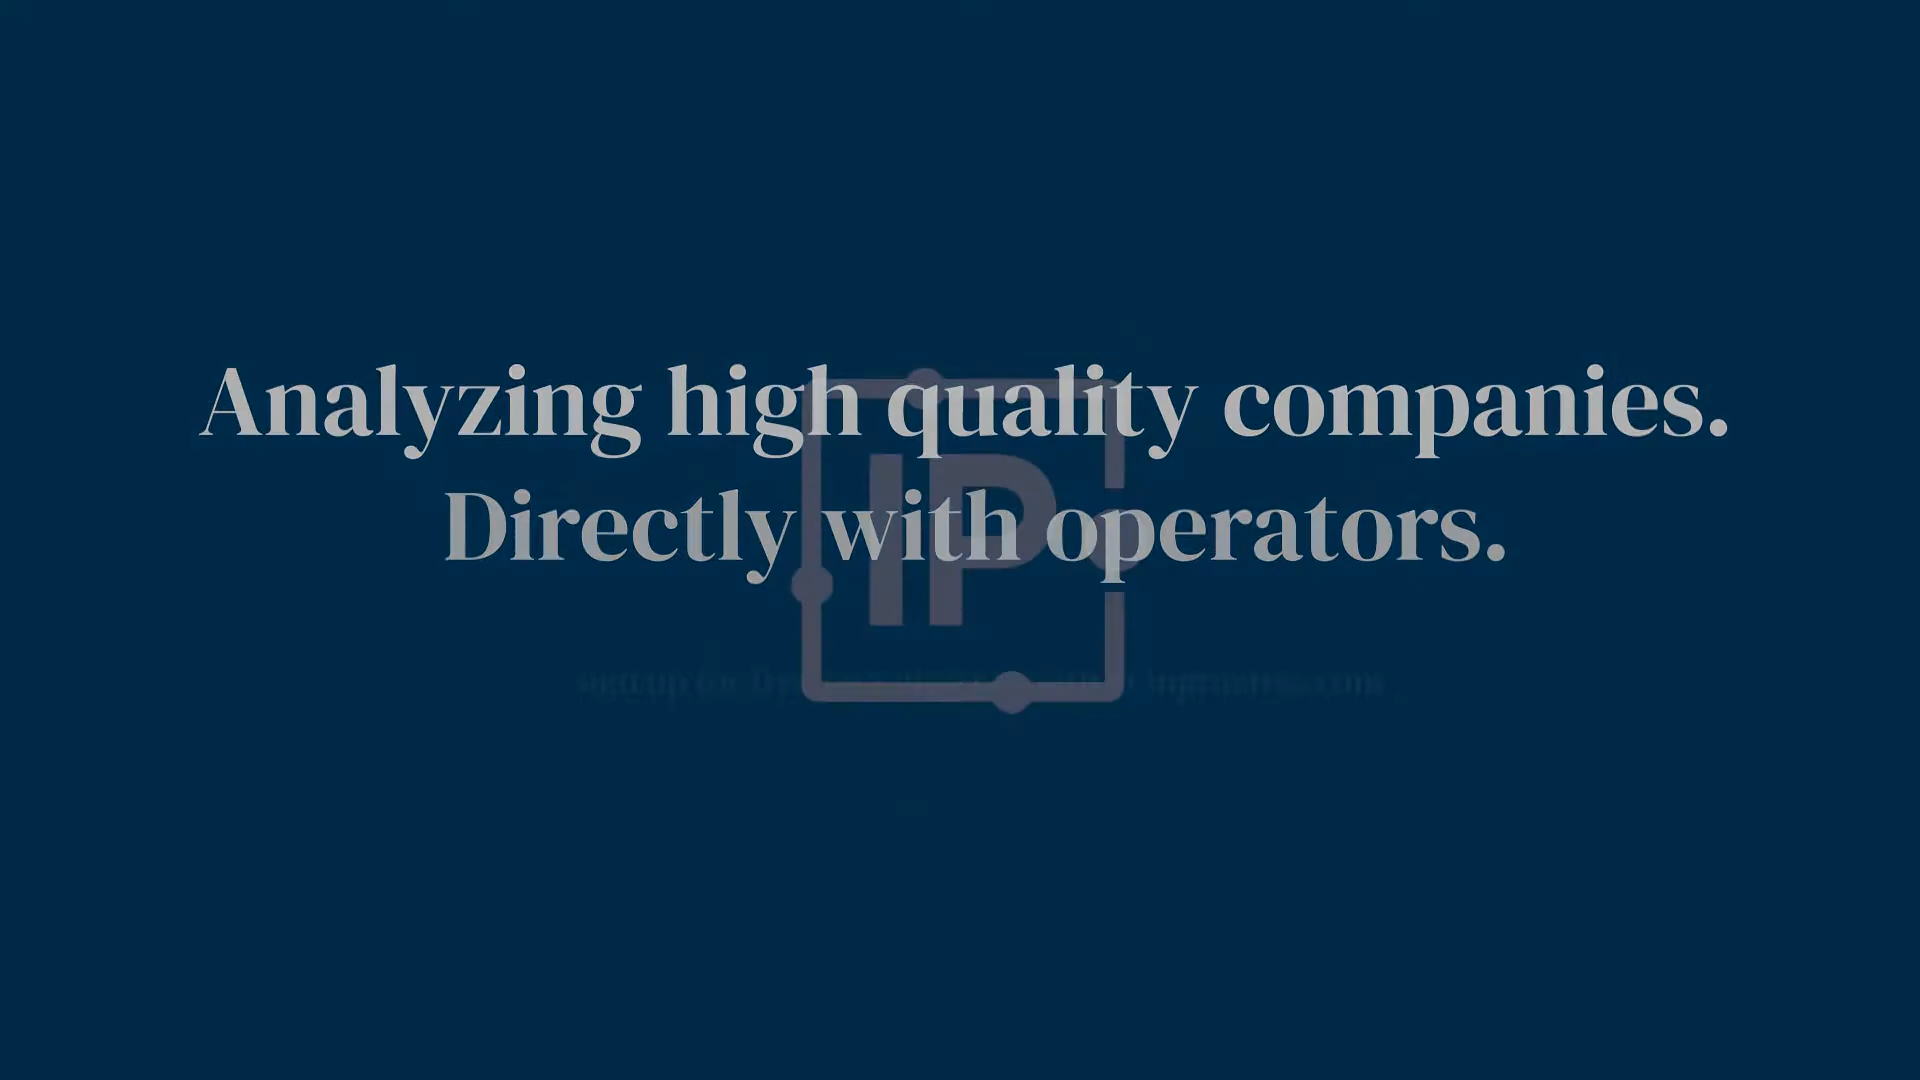 Analyzing high quality companies.
IP
Directly with operators.